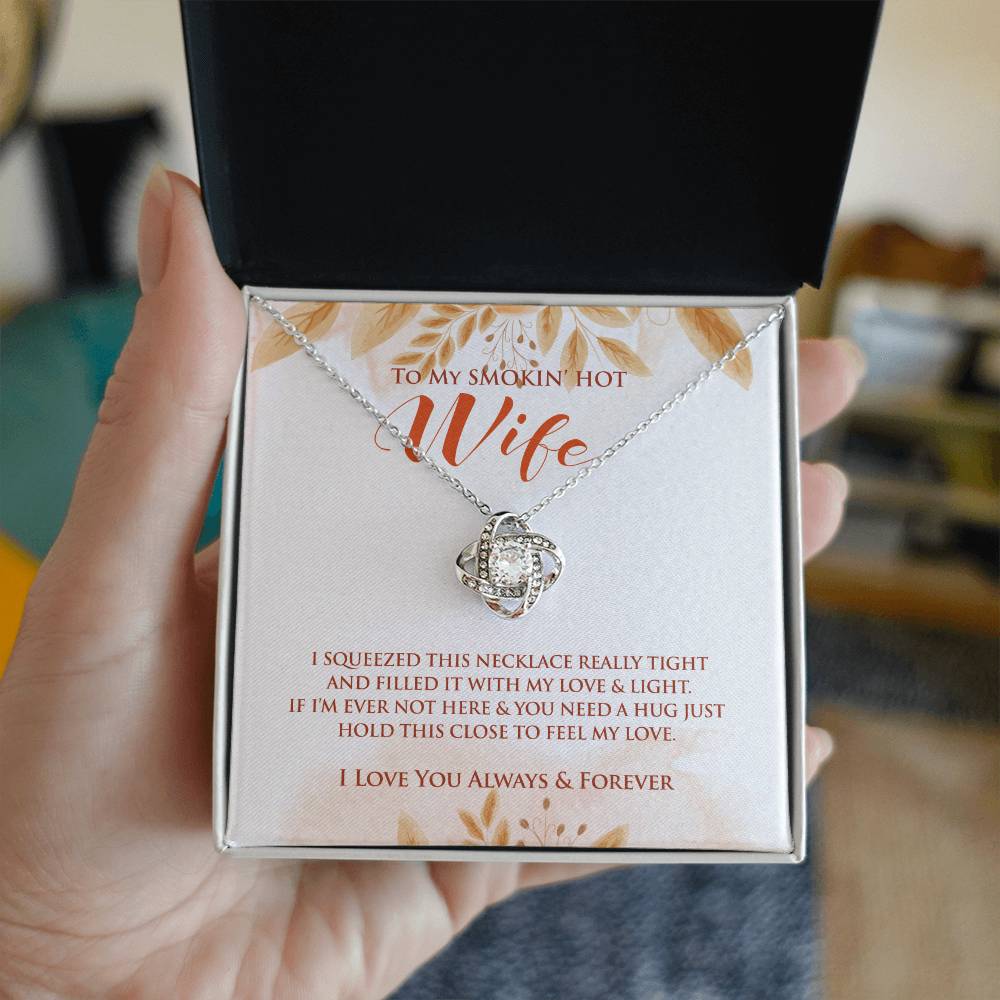 To My SMOKIN' HOT
Wife
I SQUEEZED THIS NECKLACE REALLY TIGHT
AND FILLED IT WITH MY LOVE & LIGHT.
IF I'M EVER NOT HERE & YOU NEED A HUG JUST
HOLD THIS CLOSE TO FEEL MY LOVE.
I LOVE YOU ALWAYS & FOREVER